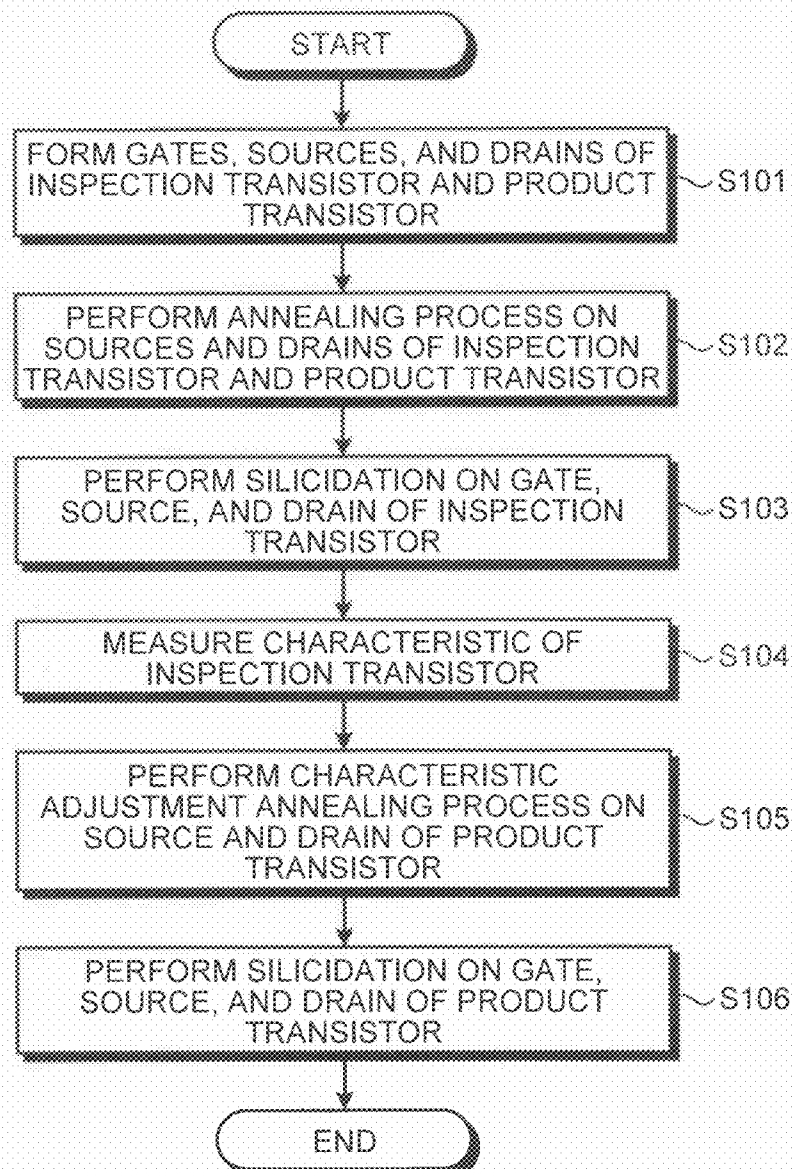 START
FORM GATES, SOURCES, AND DRAINS OF
INSPECTION TRANSISTOR AND PRODUCT
TRANSISTOR
S101
PERFORM ANNEALING PROCESS ON
SOURCES AND DRAINS OF INSPECTION
TRANSISTOR AND PRODUCT TRANSISTOR
S102
PERFORM SILICIDATION ON GATE,
SOURCE, AND DRAIN OF INSPECTION
TRANSISTOR
S103
MEASURE CHARACTERISTIC OF
INSPECTION TRANSISTOR
S104
PERFORM CHARACTERISTIC
ADJUSTMENT ANNEALING PROCESS ON
SOURCE AND DRAIN OF PRODUCT
TRANSISTOR
S105
PERFORM SILICIDATION ON GATE,
SOURCE, AND DRAIN OF PRODUCT
TRANSISTOR
S106
END